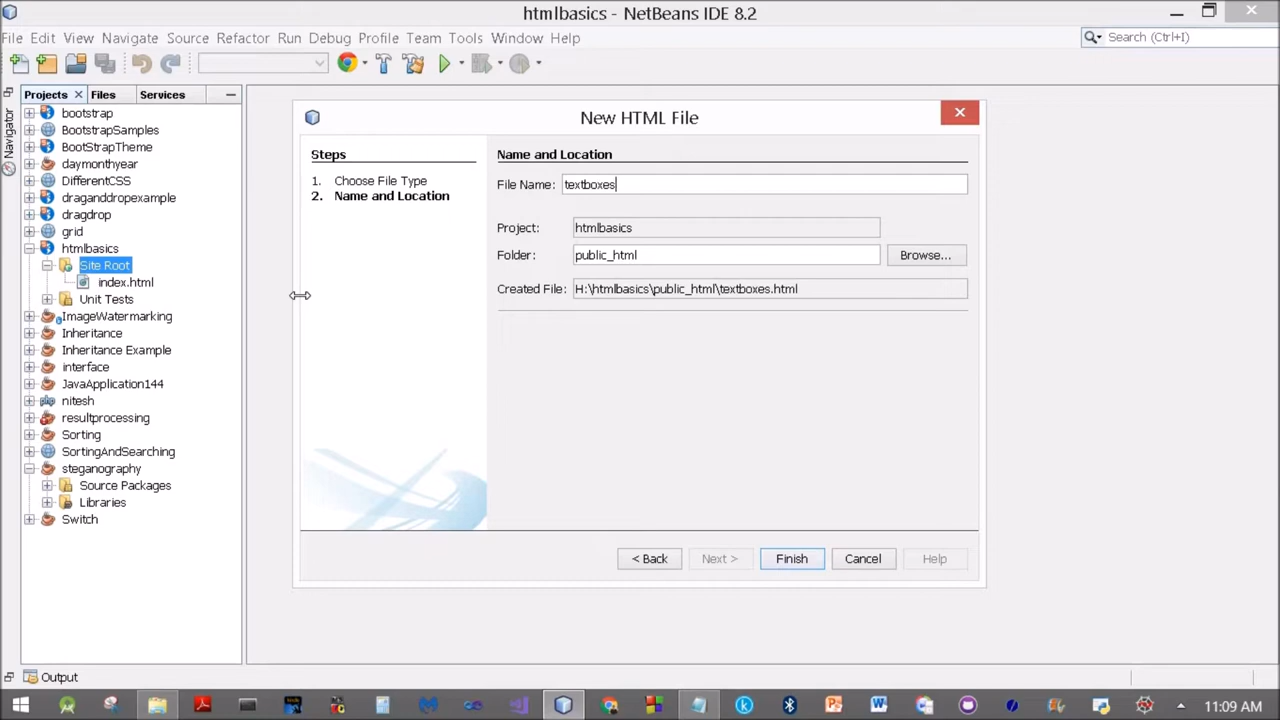 htmlbasics - NetBeans IDE 8.2
File Edit View Navigate Source Refactor Run Debug Profile Team Tools Window Help
Search (Ctrl+I)
Projects Files Services
Navigator
bootstrap
BootstrapSamples
BootStrapTheme
daymonthyear
DifferentCSS
draganddropexample
dragdrop
grid
htmlbasics
Site Root
index.html
Unit Tests
ImageWatermarking
Inheritance
Inheritance Example
interface
JavaApplication144
nitesh
resultprocessing
Sorting
SortingAndSearching
steganography
Source Packages
Libraries
Switch
New HTML File
Steps
1. Choose File Type
2. Name and Location
Name and Location
File Name: textboxes
Project: htmlbasics
Folder: public_html Browse...
Created File: H:\htmlbasics\public_html\textboxes.html
< Back Next > Finish Cancel Help
Output
11:09 AM